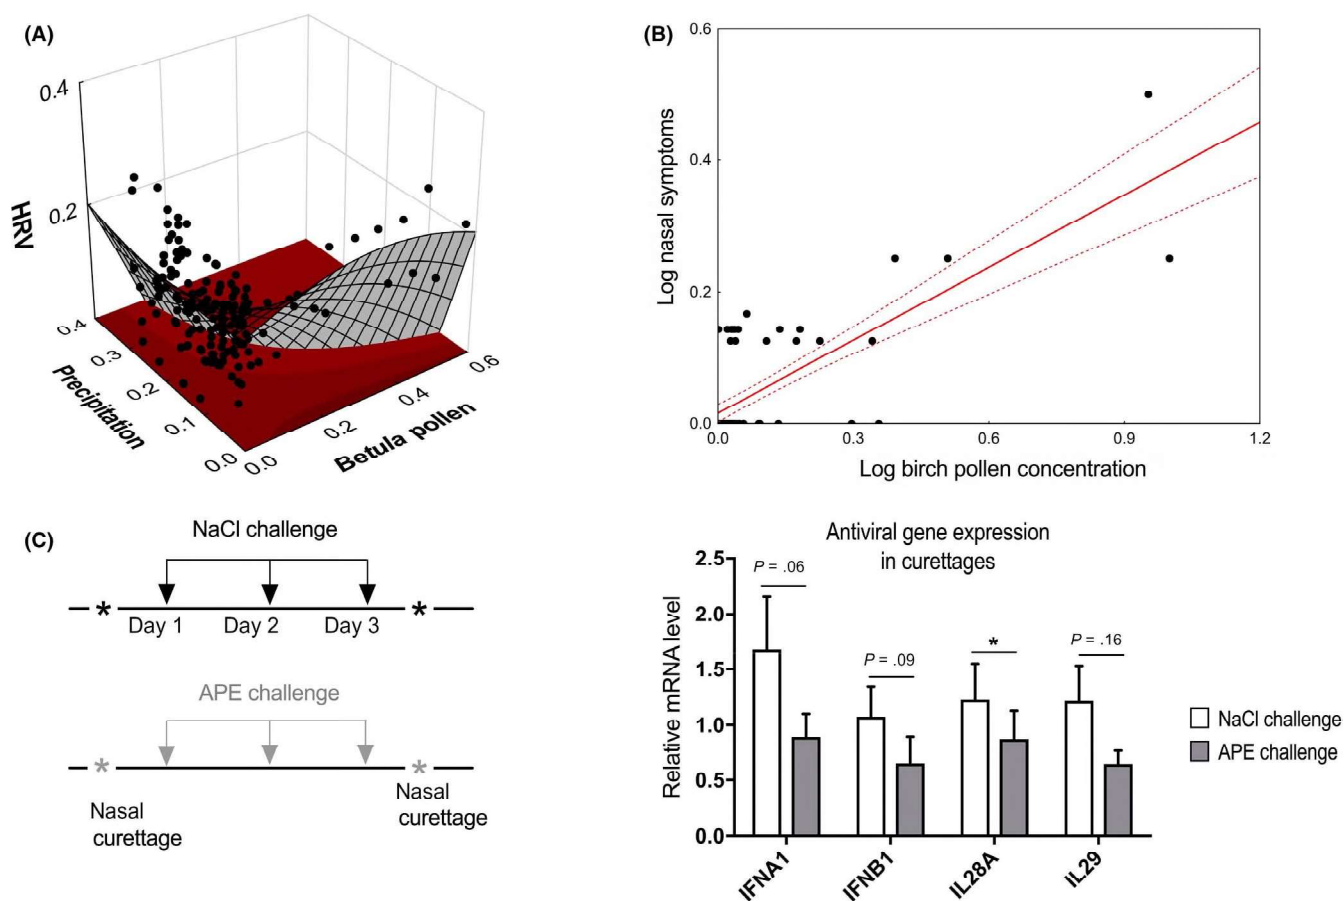 (A)
0.4
0.2
HRV
0.4
0.3
0.2
0.1
0.0
Precipitation
0.0
0.2
0.4
0.6
Betula pollen
(B)
0.6
0.4
0.2
0.0
Log nasal symptoms
0.0 0.3 0.6 0.9 1.2
Log birch pollen concentration
(C)
NaCl challenge
* Day 1 Day 2 Day 3 *
APE challenge
* *
Nasal
curettage
Nasal
curettage
Antiviral gene expression
in curettages
2.5
2.0
1.5
1.0
0.5
0.0
Relative mRNA level
P = .06
P = .09
*
P = .16
IFNA1 IFNB1 IL28A IL29
NaCl challenge
APE challenge